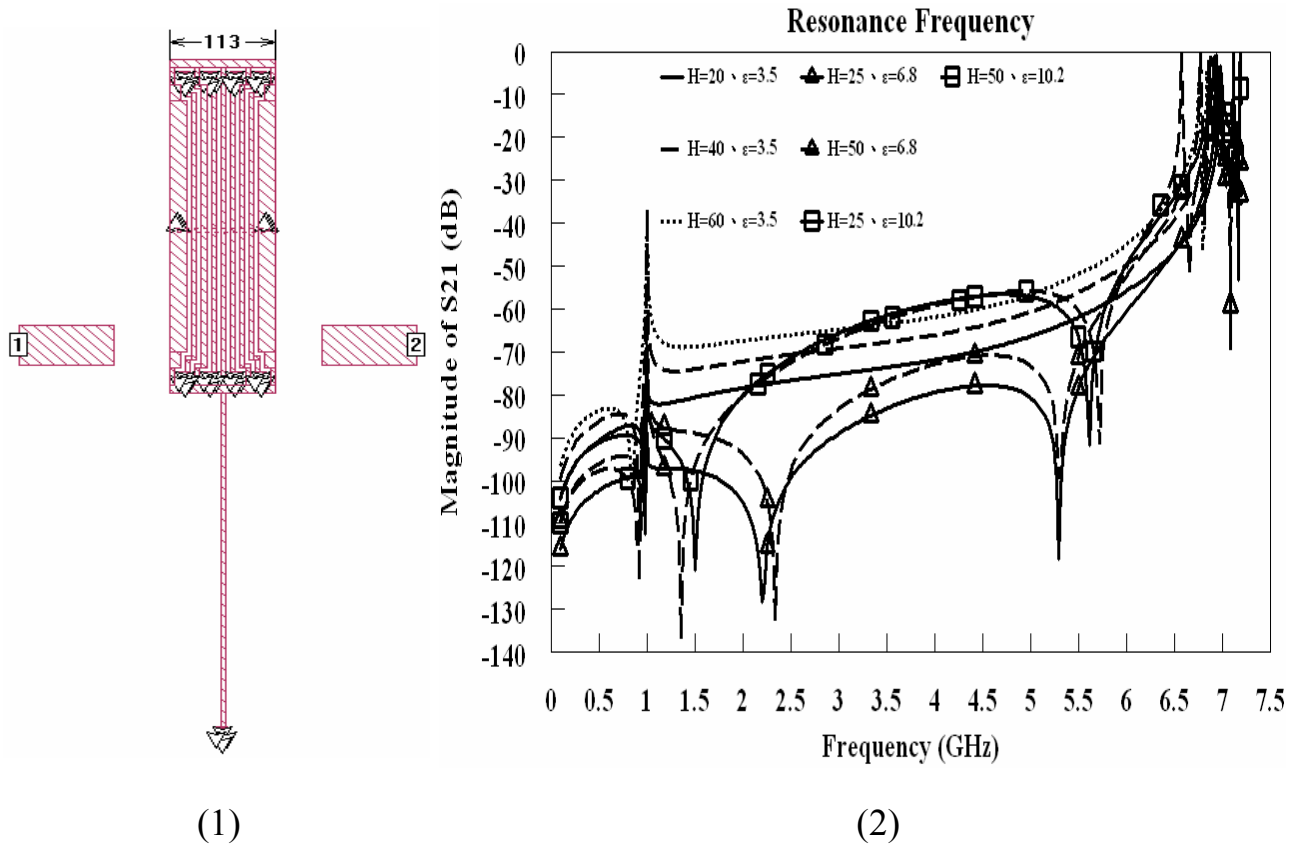 113
1
2
(1)
Resonance Frequency
H=20、ε=3.5
H=25、ε=6.8
H=50、ε=10.2
H=40、ε=3.5
H=50、ε=6.8
H=60、ε=3.5
H=25、ε=10.2
Magnitude of S21 (dB)
0
-10
-20
-30
-40
-50
-60
-70
-80
-90
-100
-110
-120
-130
-140
0 0.5 1 1.5 2 2.5 3 3.5 4 4.5 5 5.5 6 6.5 7 7.5
Frequency (GHz)
(2)